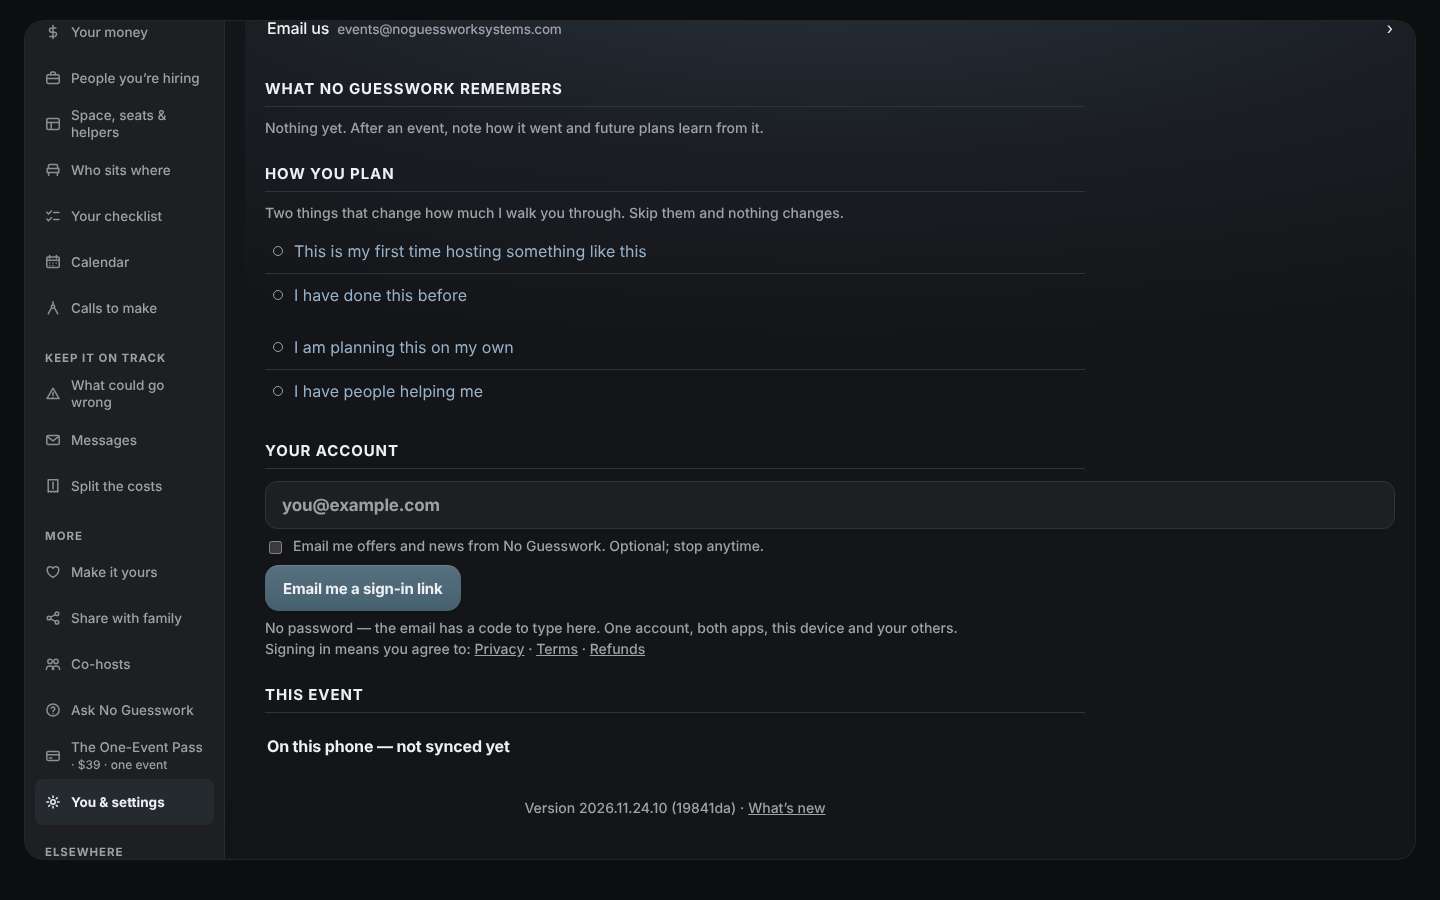 Your money
People you're hiring
Space, seats &
helpers
Who sits where
Your checklist
Calendar
Calls to make
KEEP IT ON TRACK
What could go
wrong
Messages
Split the costs
MORE
Make it yours
Share with family
Co-hosts
Ask No Guesswork
The One-Event Pass
· $39 · one event
You & settings
ELSEWHERE
Email us events@noguessworksystems.com
WHAT NO GUESSWORK REMEMBERS
Nothing yet. After an event, note how it went and future plans learn from it.
HOW YOU PLAN
Two things that change how much I walk you through. Skip them and nothing changes.
This is my first time hosting something like this
I have done this before
I am planning this on my own
I have people helping me
YOUR ACCOUNT
you@example.com
Email me offers and news from No Guesswork. Optional; stop anytime.
Email me a sign-in link
No password — the email has a code to type here. One account, both apps, this device and your others.
Signing in means you agree to: Privacy · Terms · Refunds
THIS EVENT
On this phone — not synced yet
Version 2026.11.24.10 (19841da) · What's new